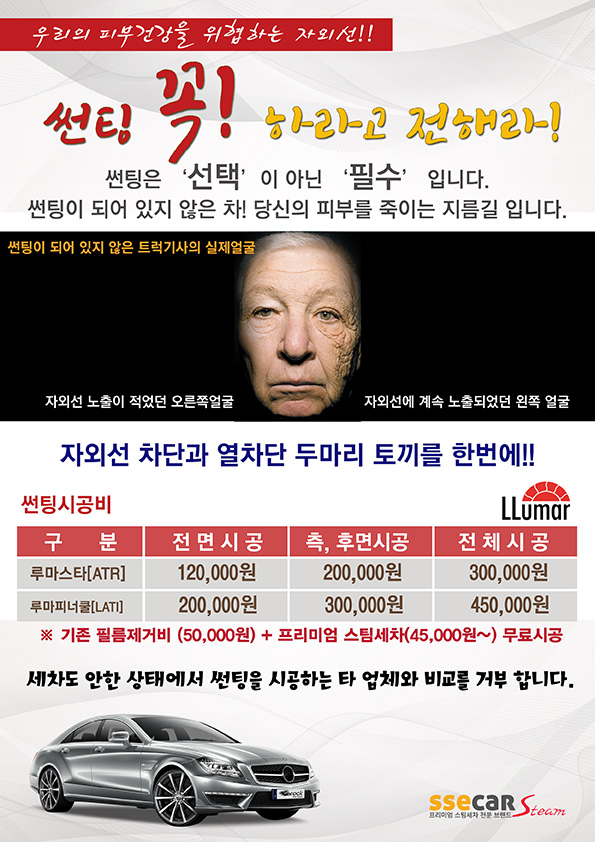 우리의 피부건강을 위협하는 자외선!!
썬팅 꼭! 하라고 전해라!
썬팅은 '선택' 이 아닌 '필수' 입니다.
썬팅이 되어 있지 않은 차! 당신의 피부를 죽이는 지름길 입니다.
썬팅이 되어 있지 않은 트럭기사의 실제얼굴
자외선 노출이 적었던 오른쪽얼굴
자외선에 계속 노출되었던 왼쪽 얼굴
자외선 차단과 열차단 두마리 토끼를 한번에!!
썬팅시공비
LLumar
구 분 전 면 시 공 측, 후면시공 전 체 시 공
루마스타[ATR] 120,000원 200,000원 300,000원
루마피너클[LATI] 200,000원 300,000원 450,000원
※ 기존 필름제거비 (50,000원) + 프리미엄 스팀세차(45,000원~) 무료시공
세차도 안한 상태에서 썬팅을 시공하는 타 업체와 비교를 거부 합니다.
ssecar Steam
프리미엄 스팀세차 전문 브랜드